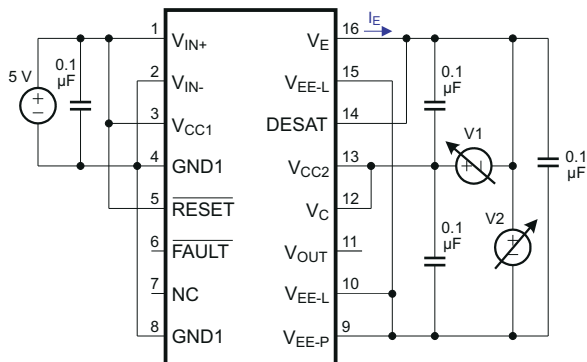 I_E
1 V_IN+ V_E 16
2 V_IN- V_EE-L 15
3 V_CC1 DESAT 14
4 GND1 V_CC2 13
5 RESET V_C 12
6 FAULT V_OUT 11
7 NC V_EE-L 10
8 GND1 V_EE-P 9
5 V
+
−
0.1
µF
0.1
µF
V1
+
−
0.1
µF
V2
+
−
0.1
µF